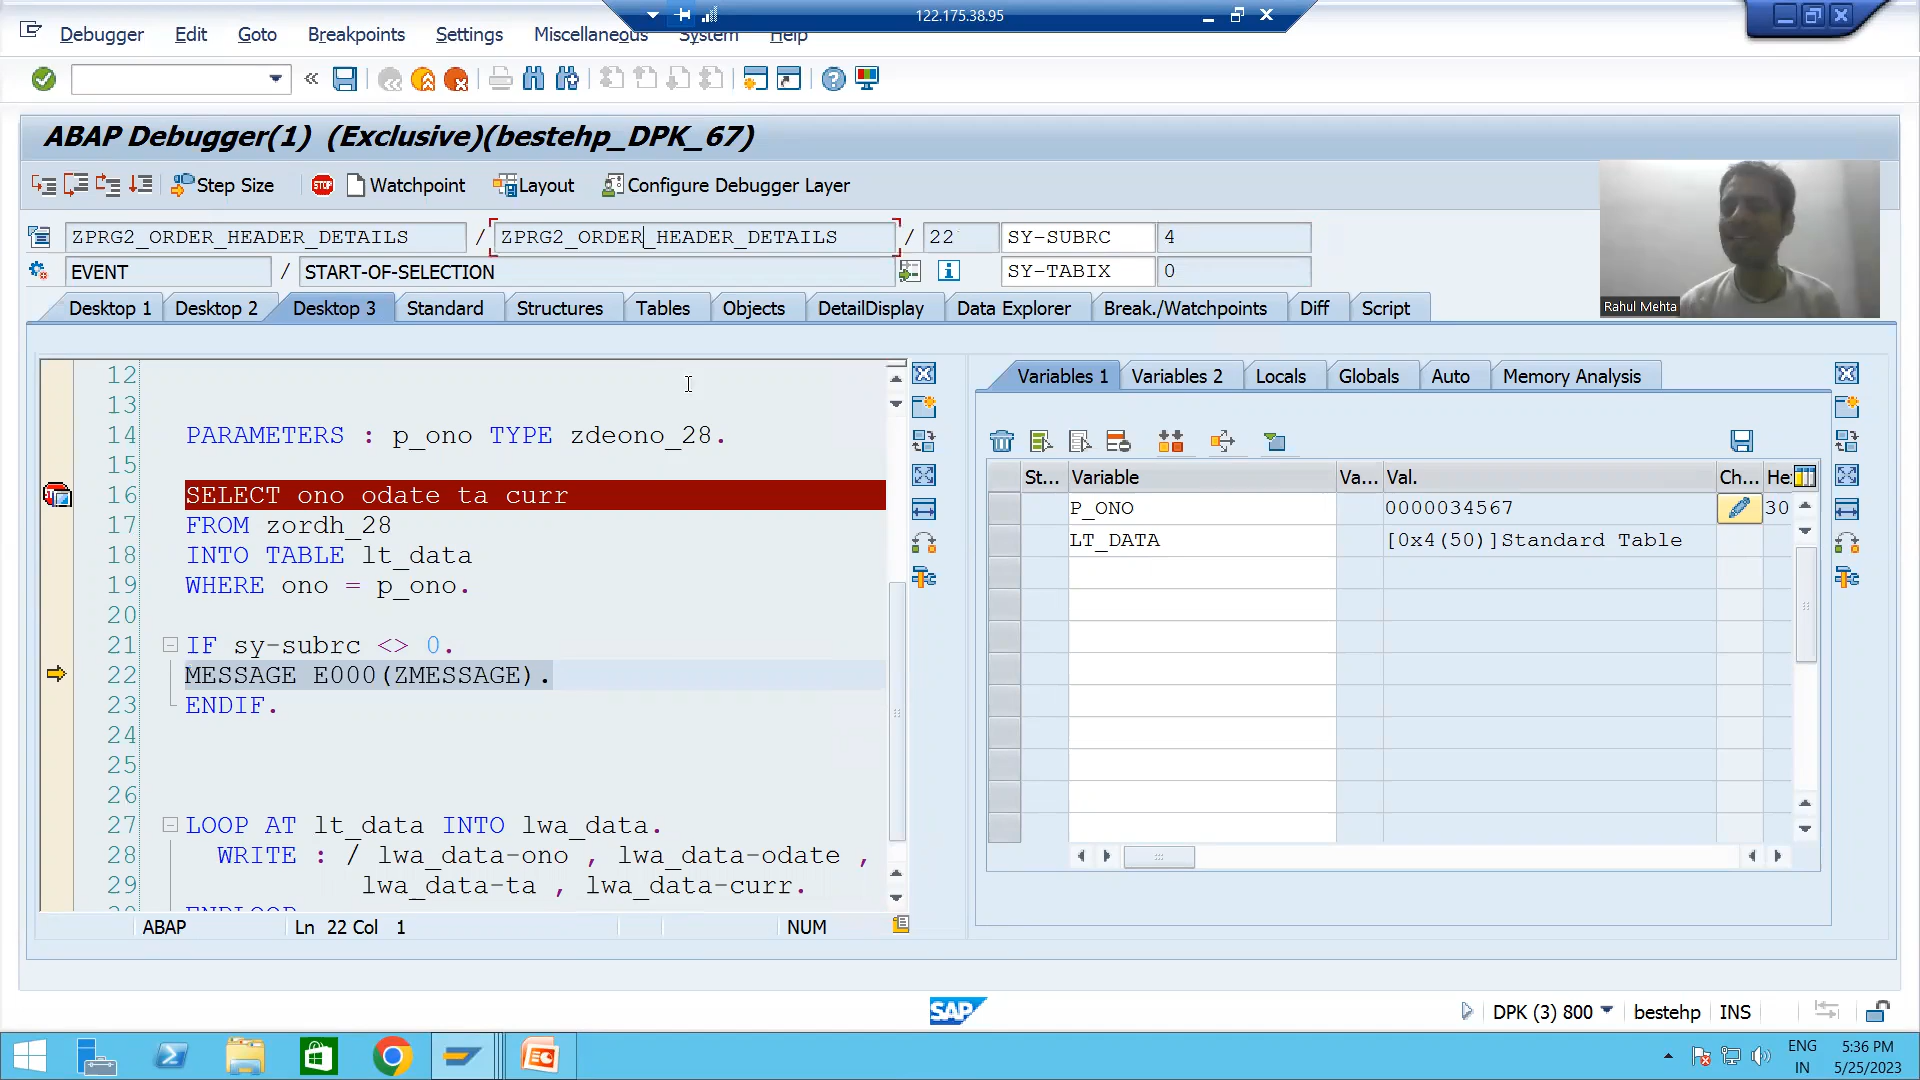 122.175.38.95
Debugger Edit Goto Breakpoints Settings Miscellaneous System Help
ABAP Debugger(1) (Exclusive)(bestehp_DPK_67)
Step Size STOP Watchpoint Layout Configure Debugger Layer
ZPRG2_ORDER_HEADER_DETAILS / ZPRG2_ORDER_HEADER_DETAILS / 22 SY-SUBRC 4
EVENT / START-OF-SELECTION SY-TABIX 0
Rahul Mehta
Desktop 1 Desktop 2 Desktop 3 Standard Structures Tables Objects DetailDisplay Data Explorer Break./Watchpoints Diff Script
12
13
14 PARAMETERS : p_ono TYPE zdeono_28.
15
16 SELECT ono odate ta curr
17 FROM zordh_28
18 INTO TABLE lt_data
19 WHERE ono = p_ono.
20
21 IF sy-subrc <> 0.
22 MESSAGE E000(ZMESSAGE).
23 ENDIF.
24
25
26
27 LOOP AT lt_data INTO lwa_data.
28 WRITE : / lwa_data-ono , lwa_data-odate ,
29 lwa_data-ta , lwa_data-curr.
ABAP Ln 22 Col 1 NUM
Variables 1 Variables 2 Locals Globals Auto Memory Analysis
St... Variable Va... Val. Ch... He
P_ONO 0000034567 30
LT_DATA [0x4(50)]Standard Table
SAP
DPK (3) 800 bestehp INS
ENG
IN
5:36 PM
5/25/2023